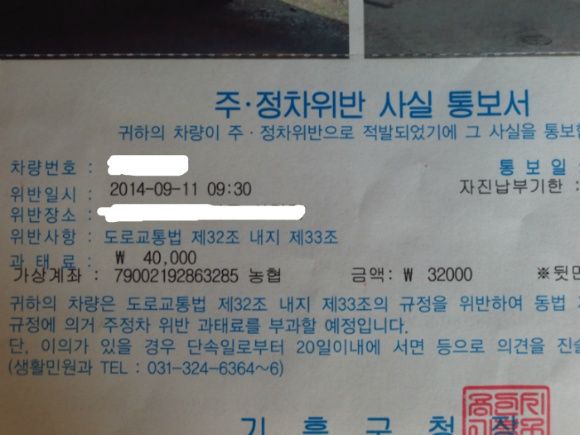 주·정차위반 사실 통보서
귀하의 차량이 주·정차위반으로 적발되었기에 그 사실을 통보
차량번호 :
통 보 일
위반일시 : 2014-09-11 09:30
자진납부기한 :
위반장소 :
위반사항 : 도로교통법 제32조 내지 제33조
과 태 료 : ₩ 40,000
가상계좌 : 79002192863285 농협 금액: ₩ 32000 ※뒷면
귀하의 차량은 도로교통법 제32조 내지 제33조의 규정을 위반하여 동법
규정에 의거 주정차 위반 과태료를 부과할 예정입니다.
단, 이의가 있을 경우 단속일로부터 20일이내에 서면 등으로 의견을 진술
(생활민원과 TEL : 031-324-6364~6)
기 흥 구 청 장